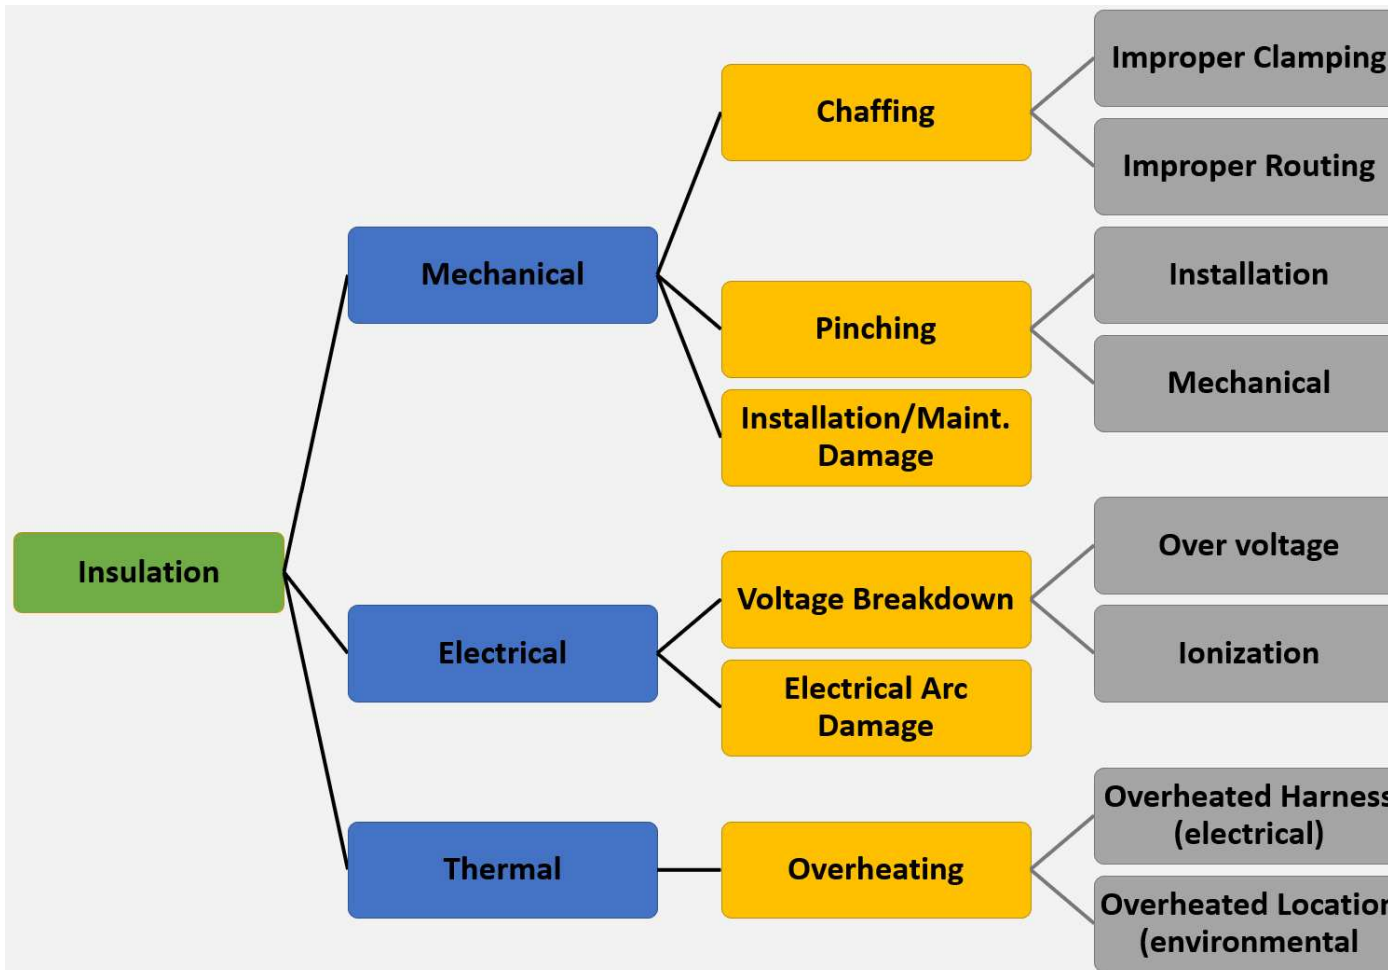 Insulation
Mechanical
Chaffing
Improper Clamping
Improper Routing
Pinching
Installation
Mechanical
Installation/Maint.
Damage
Electrical
Voltage Breakdown
Over voltage
Ionization
Electrical Arc
Damage
Thermal
Overheating
Overheated Harness
(electrical)
Overheated Location
(environmental